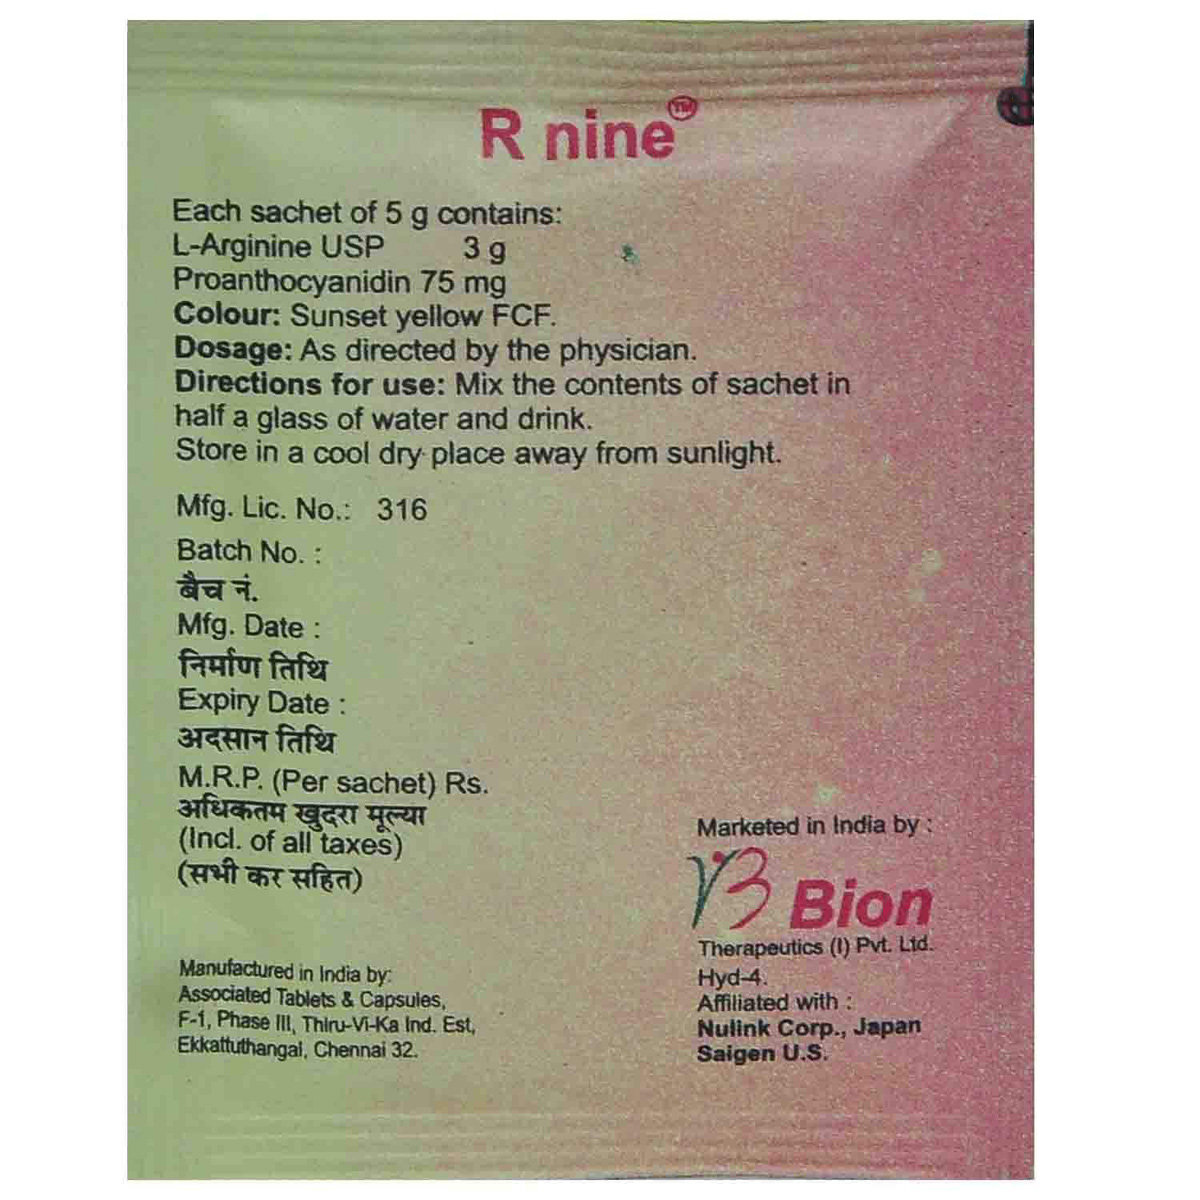 R nine™
Each sachet of 5 g contains:
L-Arginine USP 3 g
Proanthocyanidin 75 mg
Colour: Sunset yellow FCF.
Dosage: As directed by the physician.
Directions for use: Mix the contents of sachet in
half a glass of water and drink.
Store in a cool dry place away from sunlight.
Mfg. Lic. No.: 316
Batch No. :
बैच नं.
Mfg. Date :
निर्माण तिथि
Expiry Date :
अदसान तिथि
M.R.P. (Per sachet) Rs.
अधिकतम खुदरा मूल्या
(Incl. of all taxes)
(सभी कर सहित)
Manufactured in India by:
Associated Tablets & Capsules,
F-1, Phase III, Thiru-Vi-Ka Ind. Est,
Ekkattuthangal, Chennai 32.
Marketed in India by :
Bion
Therapeutics (I) Pvt. Ltd.
Hyd-4.
Affiliated with :
Nulink Corp., Japan
Saigen U.S.